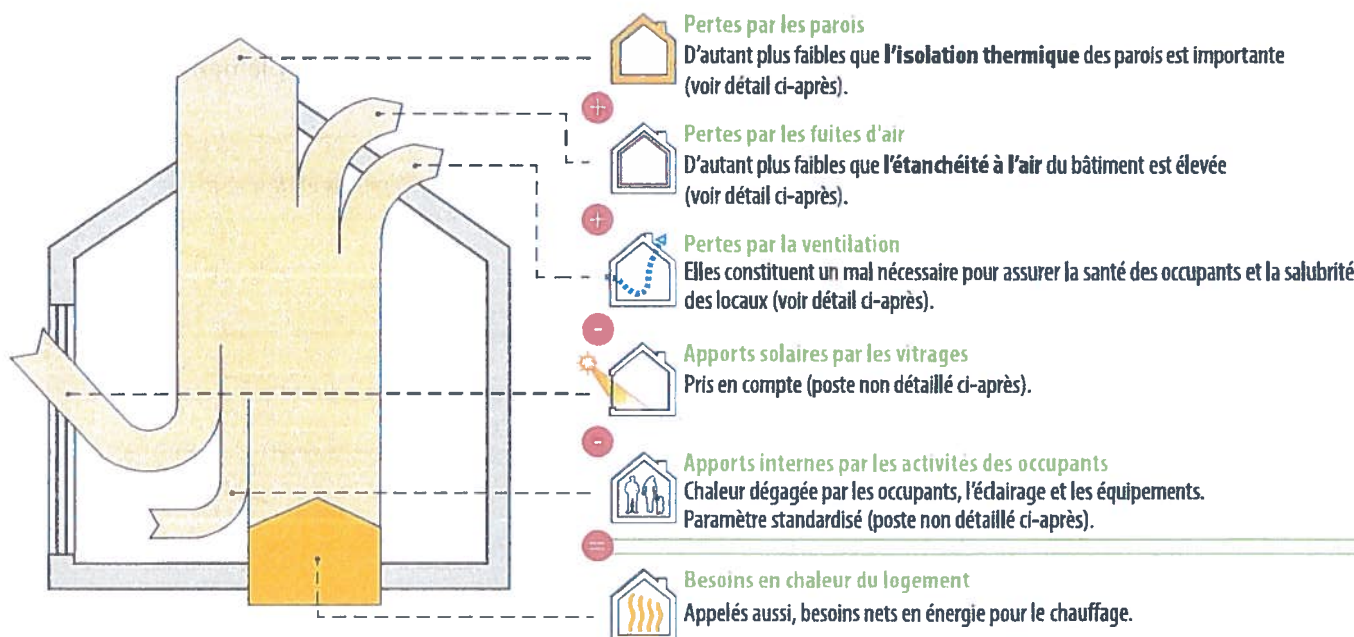 Pertes par les parois
D'autant plus faibles que l'isolation thermique des parois est importante
(voir détail ci-après).
+
Pertes par les fuites d'air
D'autant plus faibles que l'étanchéité à l'air du bâtiment est élevée
(voir détail ci-après).
+
Pertes par la ventilation
Elles constituent un mal nécessaire pour assurer la santé des occupants et la salubrité
des locaux (voir détail ci-après).
-
Apports solaires par les vitrages
Pris en compte (poste non détaillé ci-après).
-
Apports internes par les activités des occupants
Chaleur dégagée par les occupants, l'éclairage et les équipements.
Paramètre standardisé (poste non détaillé ci-après).
=
Besoins en chaleur du logement
Appelés aussi, besoins nets en énergie pour le chauffage.